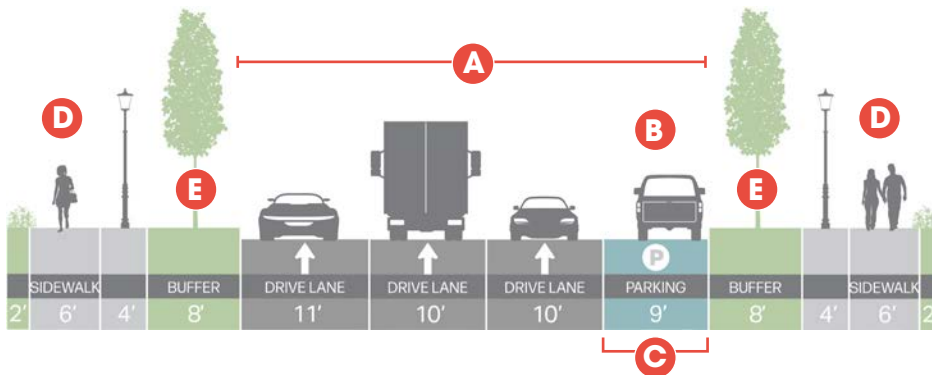 A
D
B
D
E
E
P
SIDEWALK
BUFFER
DRIVE LANE
DRIVE LANE
DRIVE LANE
PARKING
BUFFER
SIDEWALK
2’ 6’ 4’ 8’ 11’ 10’ 10’ 9’ 8’ 4’ 6’ 2
C